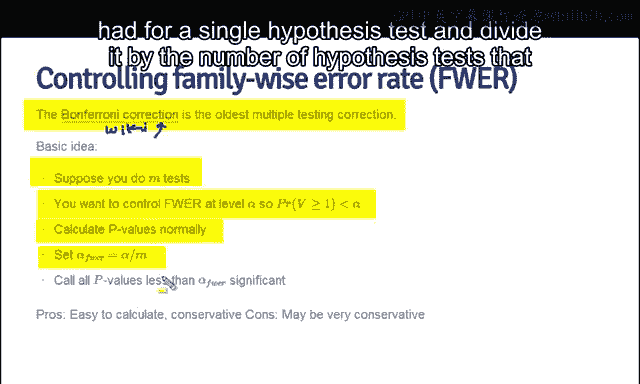 had for a single hypothesis test and divide
it by the number of hypothesis tests that
Controlling family-wise error rate (FWER)
The Bonferroni correction is the oldest multiple testing correction.
wiki ↗
Basic idea:
· Suppose you do m tests
· You want to control FWER at level α so Pr(V ≥ 1) < α
· Calculate P-values normally
· Set α_fwer = α/m
· Call all P-values less than α_fwer significant
Pros: Easy to calculate, conservative Cons: May be very conservative